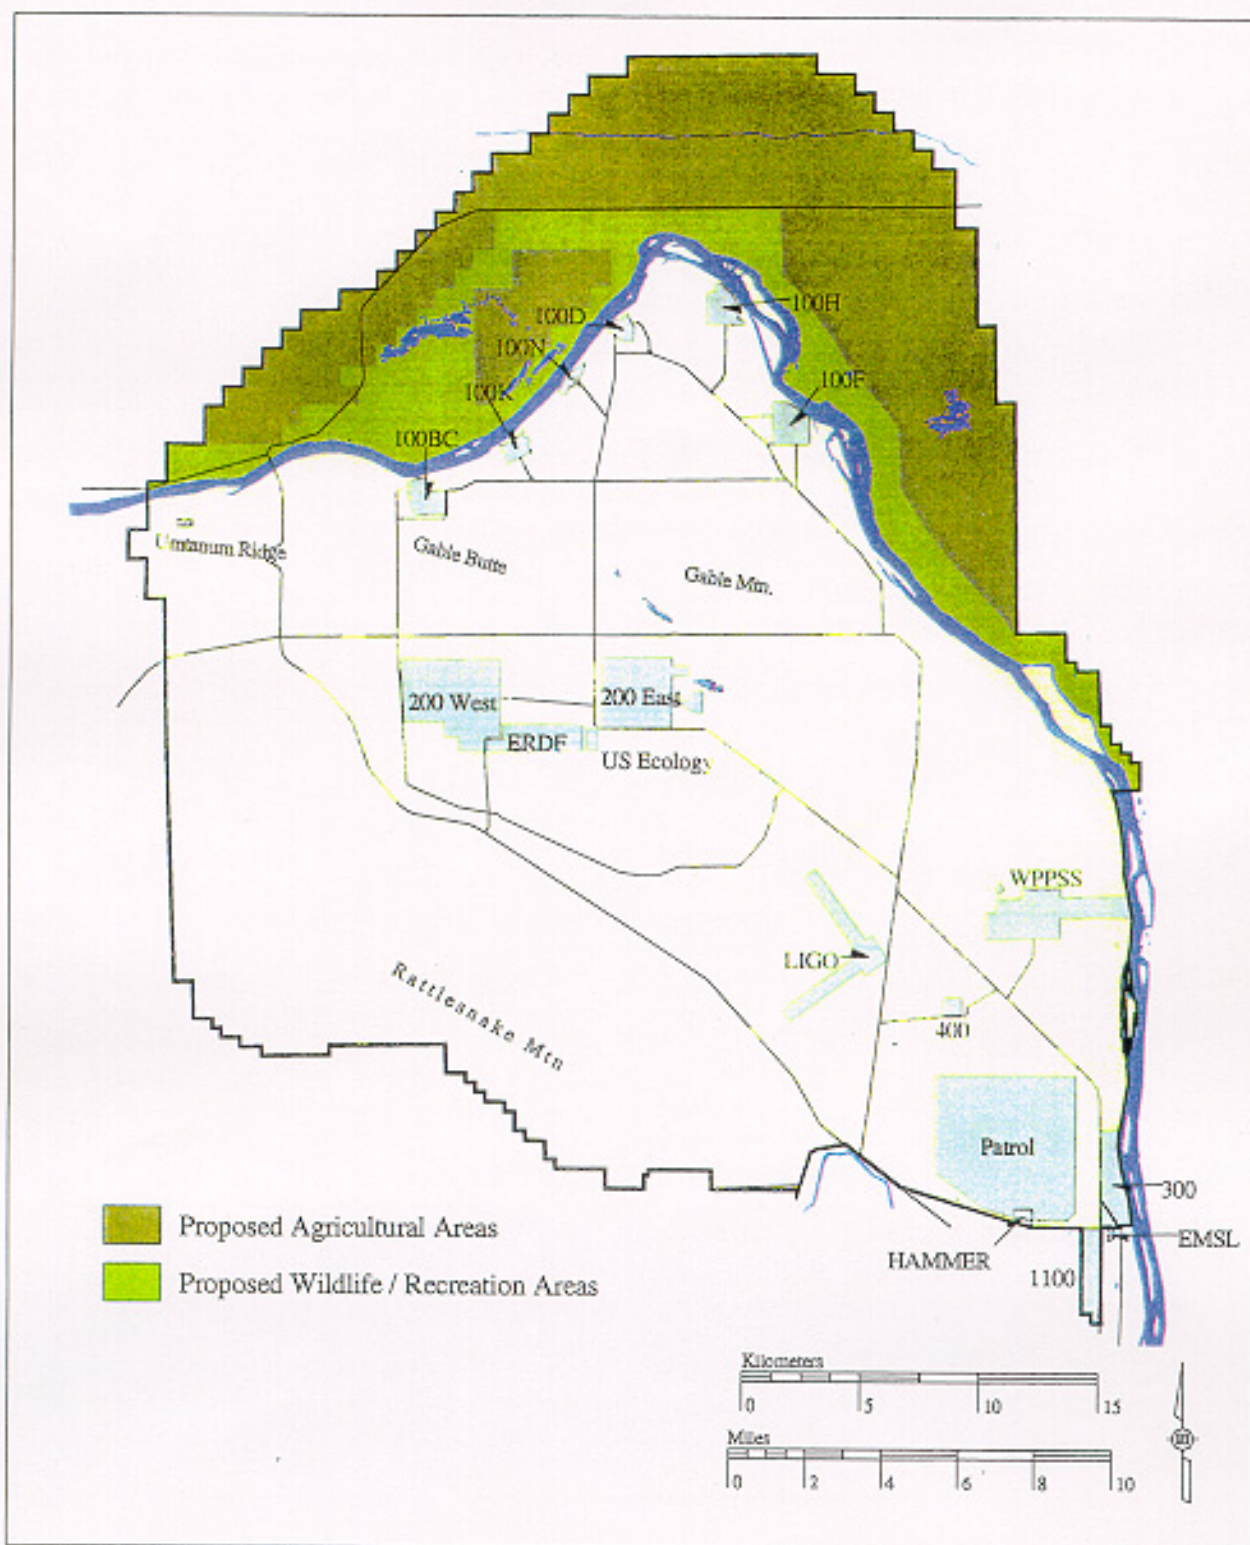 100H
100D
100N
100F
100K
100BC
Umtanum Ridge
Gable Butte
Gable Mtn.
200 West
200 East
ERDF
US Ecology
WPPSS
LIGO
Rattlesnake Mtn
400
Patrol
300
Proposed Agricultural Areas
EMSL
HAMMER
1100
Proposed Wildlife / Recreation Areas
Kilometers
0 5 10 15
Miles
0 2 4 6 8 10